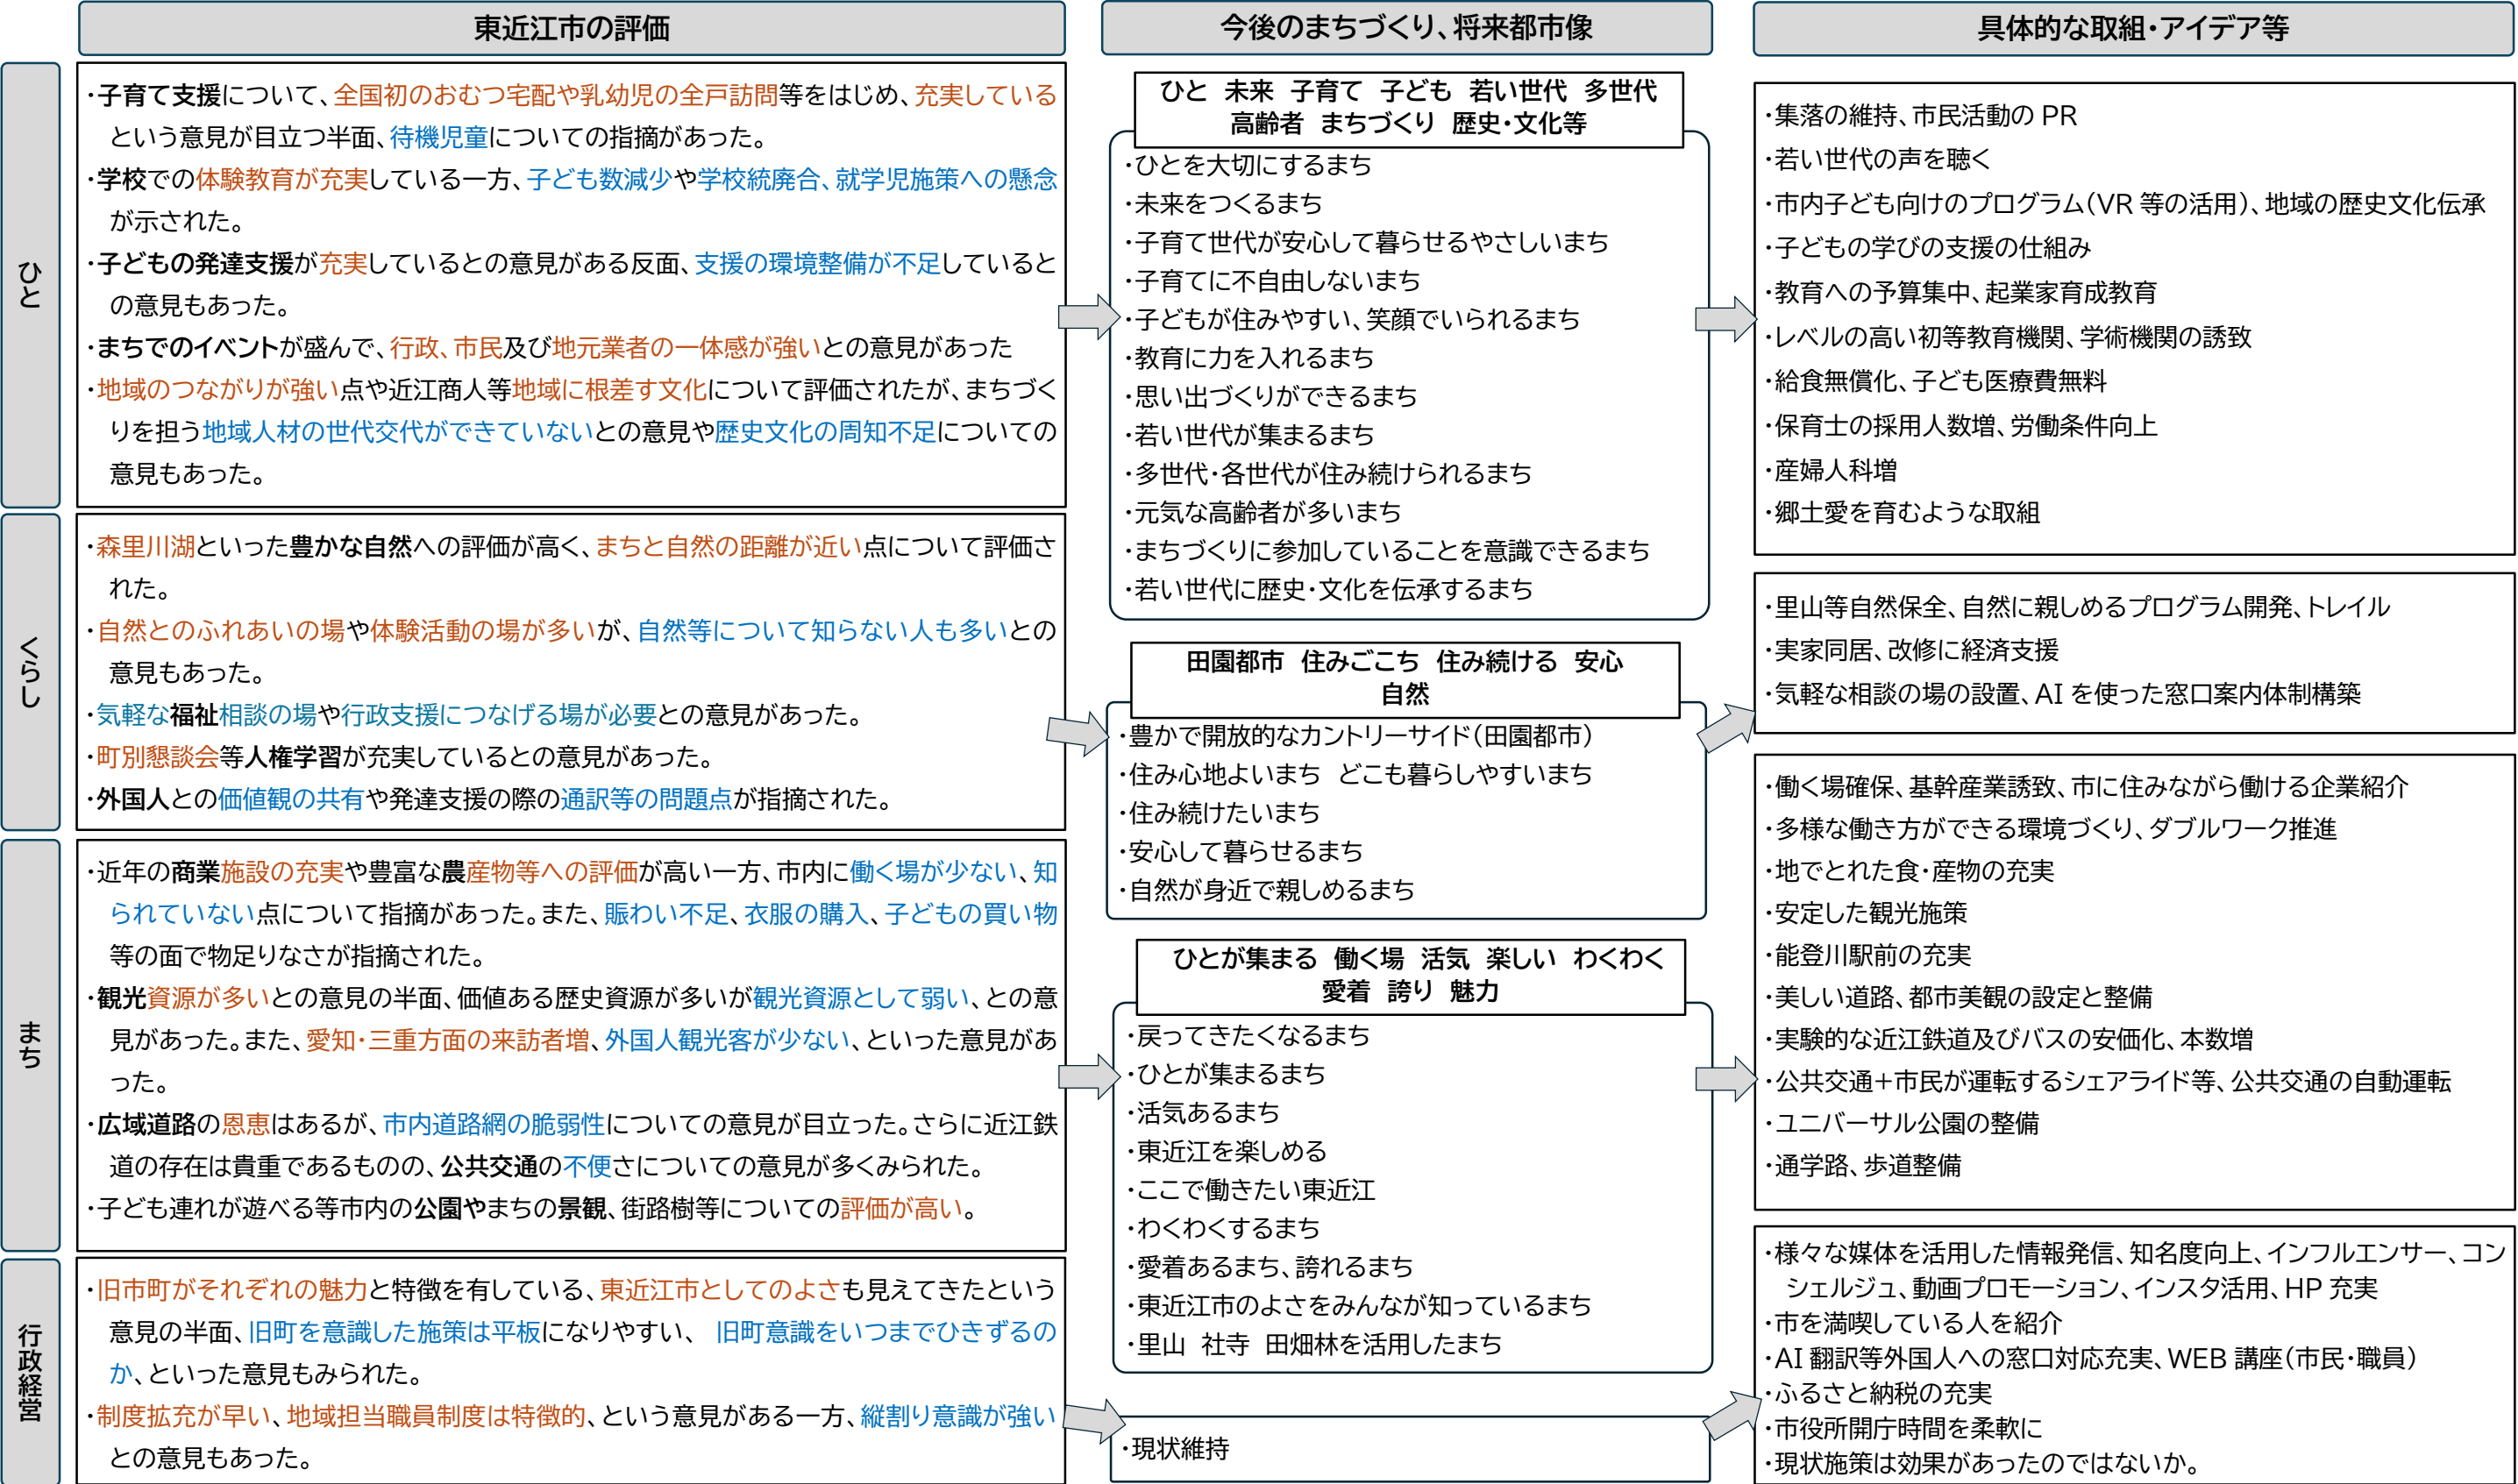 東近江市の評価
今後のまちづくり、将来都市像
具体的な取組・アイデア等
ひと
・子育て支援について、全国初のおむつ宅配や乳幼児の全戸訪問等をはじめ、充実している
という意見が目立つ半面、待機児童についての指摘があった。
・学校での体験教育が充実している一方、子ども数減少や学校統廃合、就学児施策への懸念
が示された。
・子どもの発達支援が充実しているとの意見がある反面、支援の環境整備が不足していると
の意見もあった。
・まちでのイベントが盛んで、行政、市民及び地元業者の一体感が強いとの意見があった
・地域のつながりが強い点や近江商人等地域に根差す文化について評価されたが、まちづく
りを担う地域人材の世代交代ができていないとの意見や歴史文化の周知不足についての
意見もあった。
ひと　未来　子育て　子ども　若い世代　多世代
高齢者　まちづくり　歴史・文化等
・ひとを大切にするまち
・未来をつくるまち
・子育て世代が安心して暮らせるやさしいまち
・子育てに不自由しないまち
・子どもが住みやすい、笑顔でいられるまち
・教育に力を入れるまち
・思い出づくりができるまち
・若い世代が集まるまち
・多世代・各世代が住み続けられるまち
・元気な高齢者が多いまち
・まちづくりに参加していることを意識できるまち
・若い世代に歴史・文化を伝承するまち
・集落の維持、市民活動の PR
・若い世代の声を聴く
・市内子ども向けのプログラム（VR 等の活用）、地域の歴史文化伝承
・子どもの学びの支援の仕組み
・教育への予算集中、起業家育成教育
・レベルの高い初等教育機関、学術機関の誘致
・給食無償化、子ども医療費無料
・保育士の採用人数増、労働条件向上
・産婦人科増
・郷土愛を育むような取組
くらし
・森里川湖といった豊かな自然への評価が高く、まちと自然の距離が近い点について評価さ
れた。
・自然とのふれあいの場や体験活動の場が多いが、自然等について知らない人も多いとの
意見もあった。
・気軽な福祉相談の場や行政支援につなげる場が必要との意見があった。
・町別懇談会等人権学習が充実しているとの意見があった。
・外国人との価値観の共有や発達支援の際の通訳等の問題点が指摘された。
田園都市　住みごこち　住み続ける　安心
自然
・豊かで開放的なカントリーサイド（田園都市）
・住み心地よいまち　どこも暮らしやすいまち
・住み続けたいまち
・安心して暮らせるまち
・自然が身近で親しめるまち
・里山等自然保全、自然に親しめるプログラム開発、トレイル
・実家同居、改修に経済支援
・気軽な相談の場の設置、AI を使った窓口案内体制構築
まち
・近年の商業施設の充実や豊富な農産物等への評価が高い一方、市内に働く場が少ない、知
られていない点について指摘があった。また、賑わい不足、衣服の購入、子どもの買い物
等の面で物足りなさが指摘された。
・観光資源が多いとの意見の半面、価値ある歴史資源が多いが観光資源として弱い、との意
見があった。また、愛知・三重方面の来訪者増、外国人観光客が少ない、といった意見があ
った。
・広域道路の恩恵はあるが、市内道路網の脆弱性についての意見が目立った。さらに近江鉄
道の存在は貴重であるものの、公共交通の不便さについての意見が多くみられた。
・子ども連れが遊べる等市内の公園やまちの景観、街路樹等についての評価が高い。
ひとが集まる　働く場　活気　楽しい　わくわく
愛着　誇り　魅力
・戻ってきたくなるまち
・ひとが集まるまち
・活気あるまち
・東近江を楽しめる
・ここで働きたい東近江
・わくわくするまち
・愛着あるまち、誇れるまち
・東近江市のよさをみんなが知っているまち
・里山　社寺　田畑林を活用したまち
・働く場確保、基幹産業誘致、市に住みながら働ける企業紹介
・多様な働き方ができる環境づくり、ダブルワーク推進
・地でとれた食・産物の充実
・安定した観光施策
・能登川駅前の充実
・美しい道路、都市美観の設定と整備
・実験的な近江鉄道及びバスの安価化、本数増
・公共交通＋市民が運転するシェアライド等、公共交通の自動運転
・ユニバーサル公園の整備
・通学路、歩道整備
行政経営
・旧市町がそれぞれの魅力と特徴を有している、東近江市としてのよさも見えてきたという
意見の半面、旧町を意識した施策は平板になりやすい、 旧町意識をいつまでひきずるの
か、といった意見もみられた。
・制度拡充が早い、地域担当職員制度は特徴的、という意見がある一方、縦割り意識が強い
との意見もあった。
・現状維持
・様々な媒体を活用した情報発信、知名度向上、インフルエンサー、コン
シェルジュ、動画プロモーション、インスタ活用、HP 充実
・市を満喫している人を紹介
・AI 翻訳等外国人への窓口対応充実、WEB 講座（市民・職員）
・ふるさと納税の充実
・市役所開庁時間を柔軟に
・現状施策は効果があったのではないか。